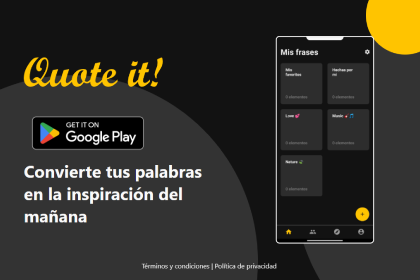 Quote it!
GET IT ON
Google Play
Convierte tus palabras
en la inspiración del
mañana
Mis frases
Mis
favoritas
Hechas por
mí
0 elementos
0 elementos
Love 💕
Music 🎸🎵
0 elementos
0 elementos
Nature
0 elementos
Términos y condiciones | Política de privacidad